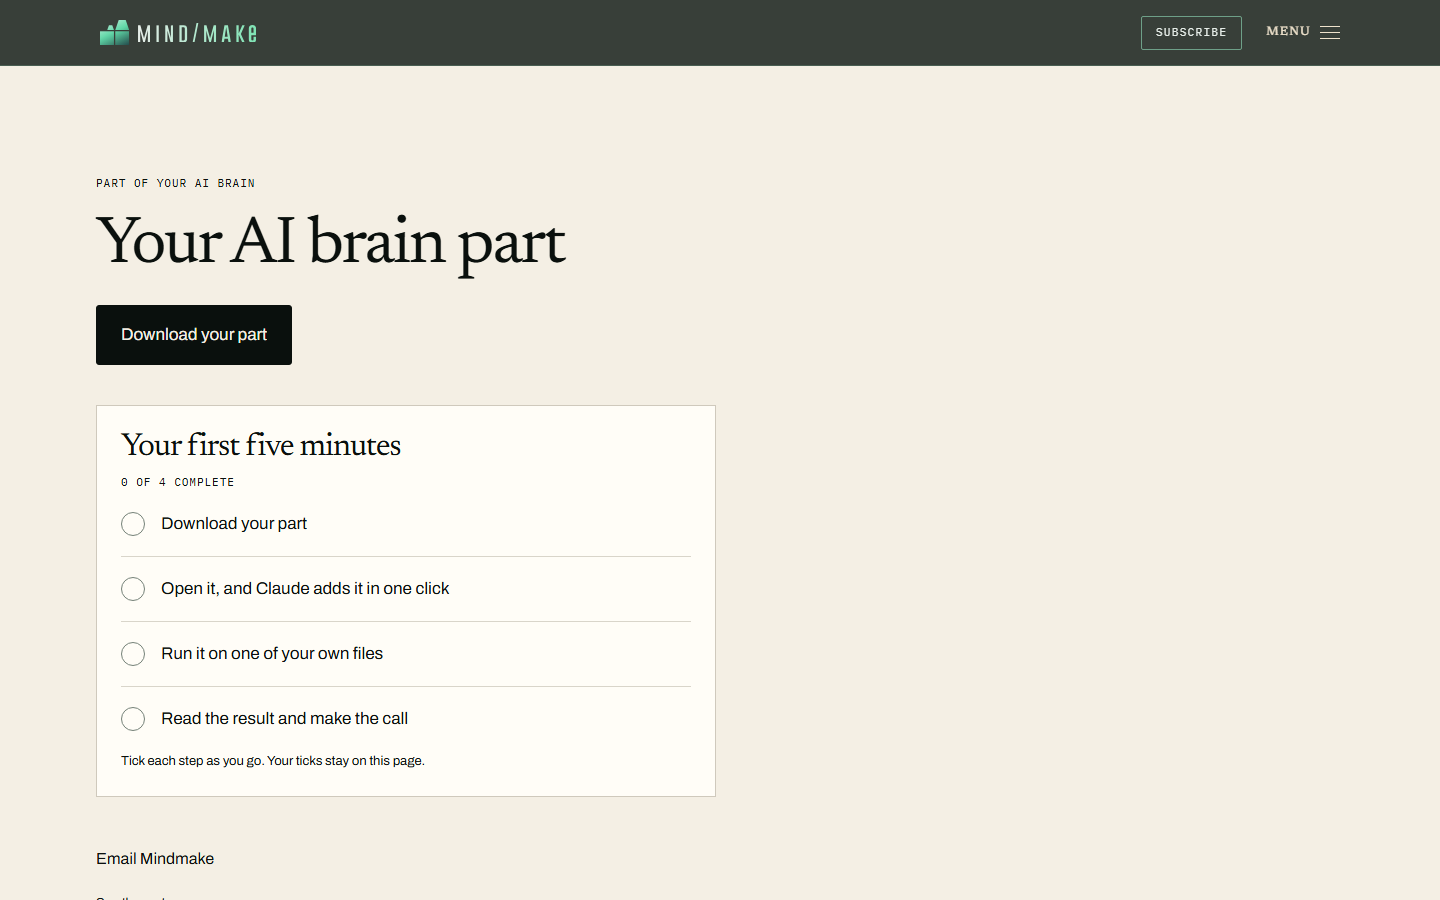 MIND/MAKE
SUBSCRIBE
MENU
PART OF YOUR AI BRAIN
Your AI brain part
Download your part
Your first five minutes
0 OF 4 COMPLETE
Download your part
Open it, and Claude adds it in one click
Run it on one of your own files
Read the result and make the call
Tick each step as you go. Your ticks stay on this page.
Email Mindmake